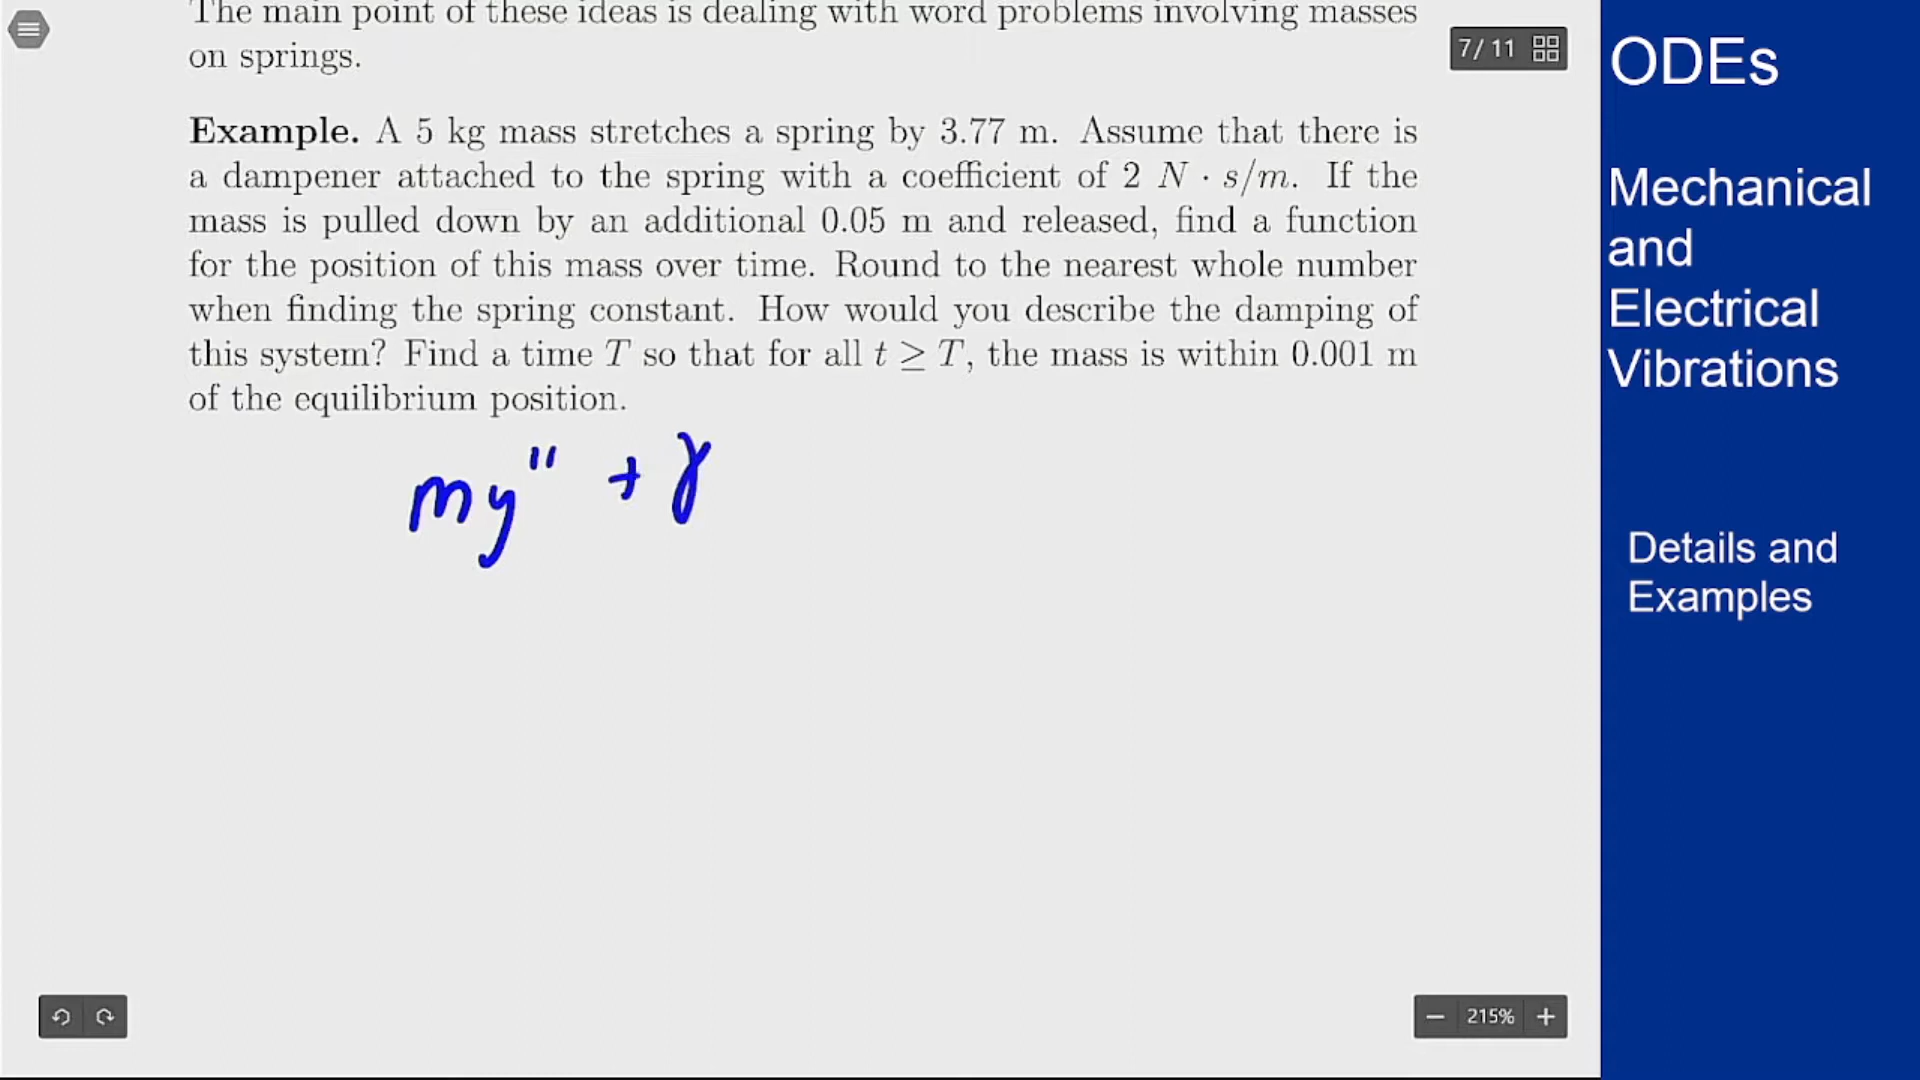 The main point of these ideas is dealing with word problems involving masses
on springs.
7 / 11
Example. A 5 kg mass stretches a spring by 3.77 m. Assume that there is
a dampener attached to the spring with a coefficient of 2 N · s/m. If the
mass is pulled down by an additional 0.05 m and released, find a function
for the position of this mass over time. Round to the nearest whole number
when finding the spring constant. How would you describe the damping of
this system? Find a time T so that for all t ≥ T, the mass is within 0.001 m
of the equilibrium position.
my'' + γ
215%
ODEs
Mechanical
and
Electrical
Vibrations
Details and
Examples